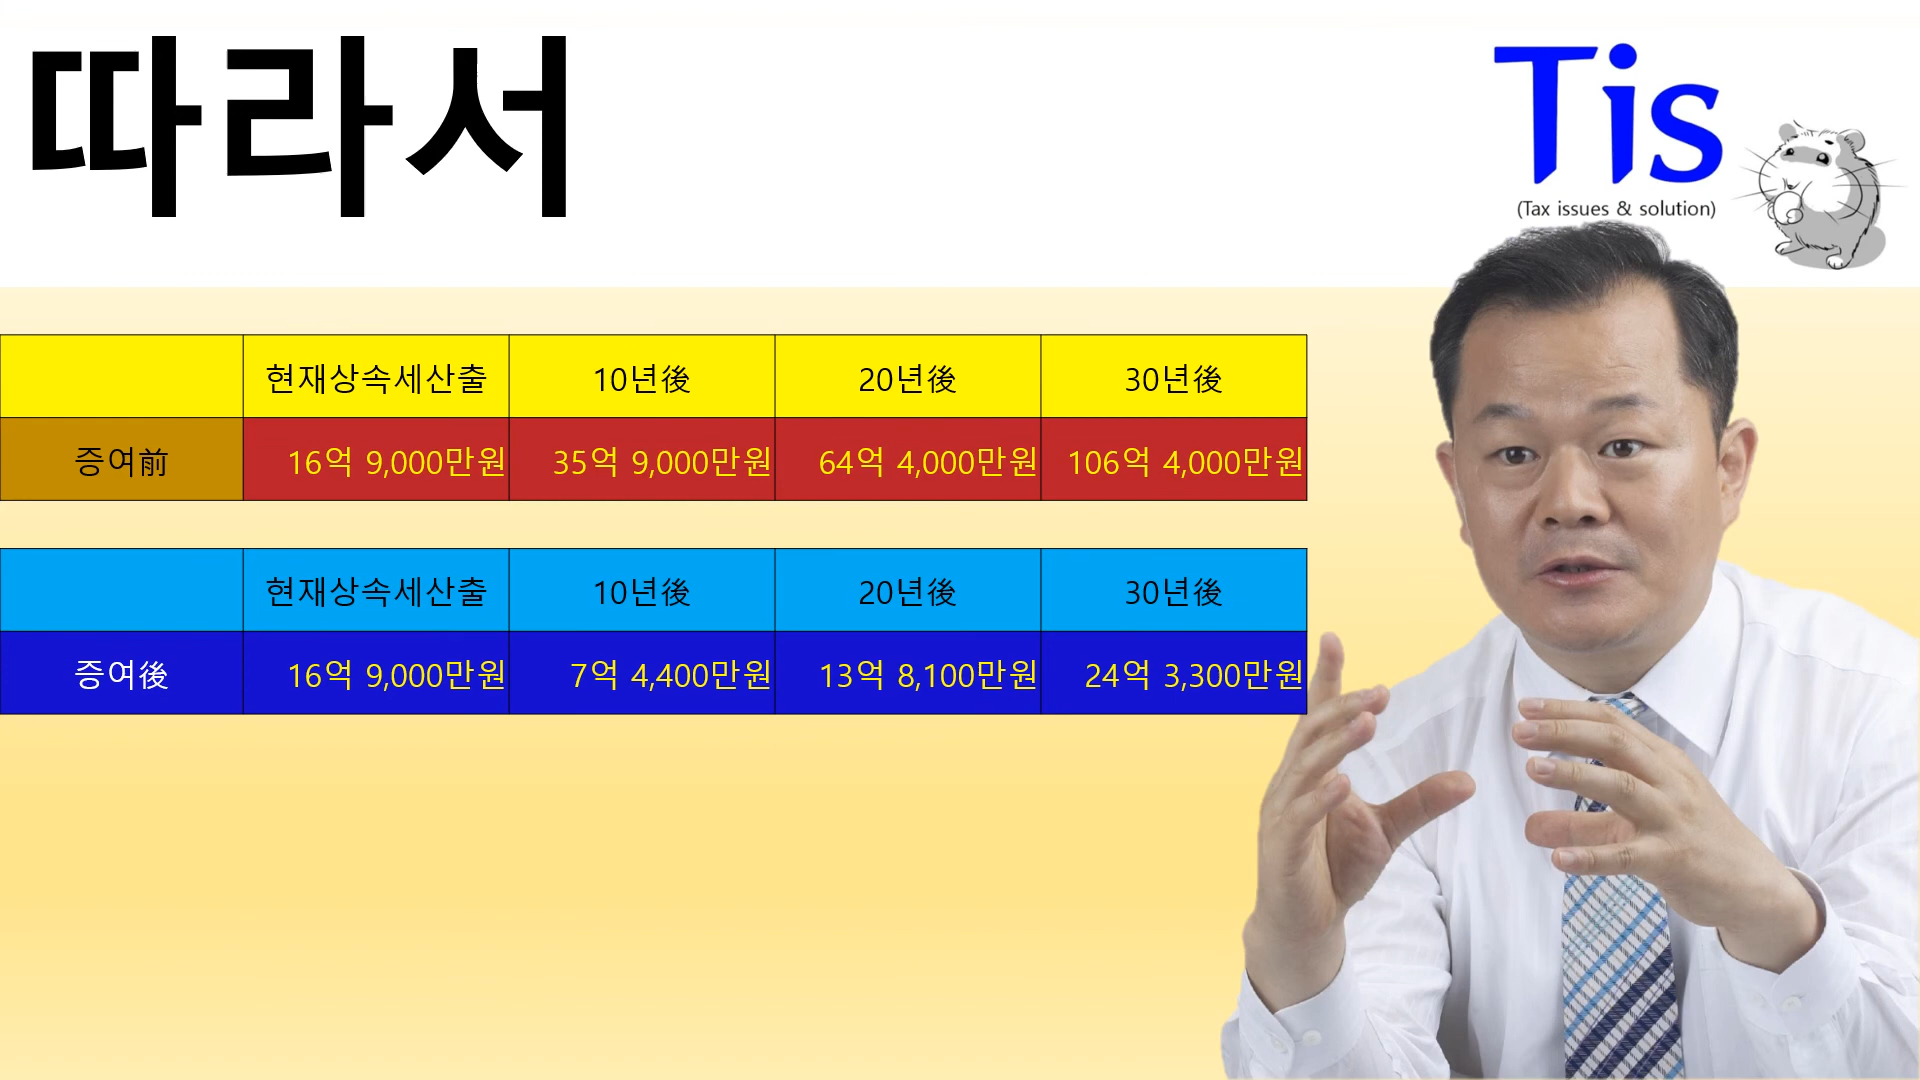 따라서
Tis
(Tax issues & solution)
현재상속세산출 10년後 20년後 30년後
증여前 16억 9,000만원 35억 9,000만원 64억 4,000만원 106억 4,000만원
현재상속세산출 10년後 20년後 30년後
증여後 16억 9,000만원 7억 4,400만원 13억 8,100만원 24억 3,300만원